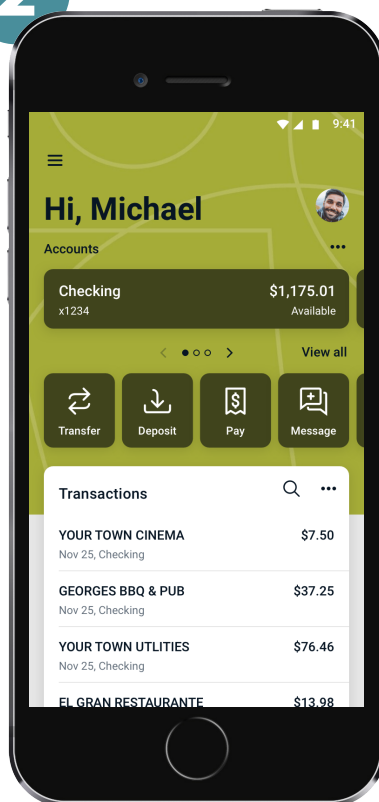 2
9:41
Hi, Michael
Accounts
Checking $1,175.01
x1234 Available
View all
Transfer Deposit Pay Message
Transactions
YOUR TOWN CINEMA $7.50
Nov 25, Checking
GEORGES BBQ & PUB $37.25
Nov 25, Checking
YOUR TOWN UTLITIES $76.46
Nov 25, Checking
EL GRAN RESTAURANTE $13.98